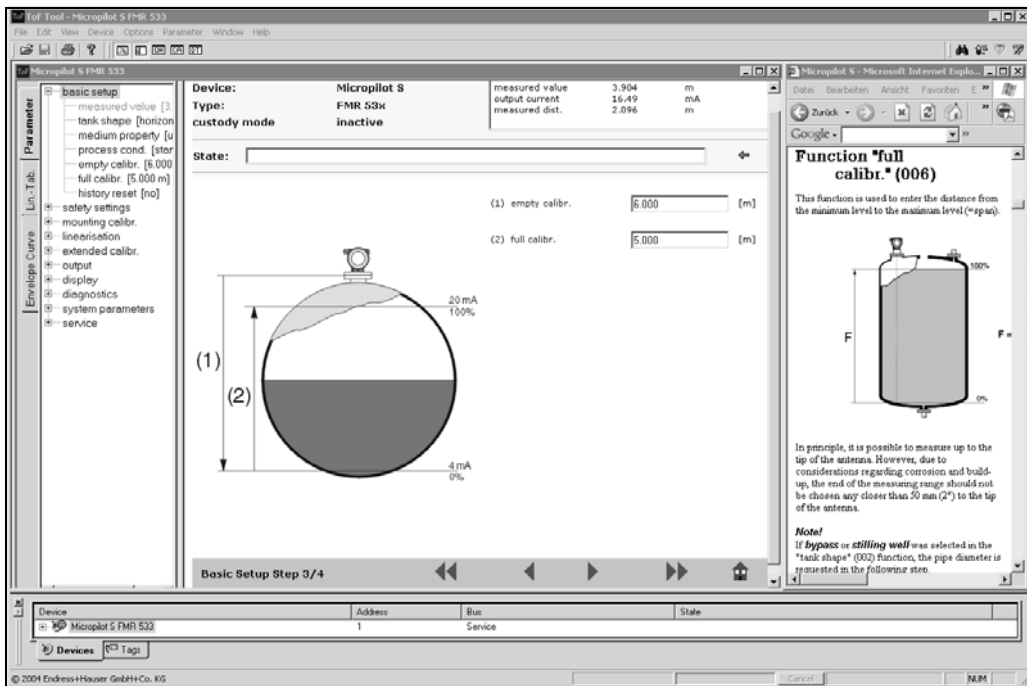 ToF Tool - Micropilot S FMR 533
File Edit View Device Options Parameter Window Help
Micropilot S FMR 533
Parameter
Lin.-Tab.
Envelope Curve
basic setup
measured value [3.
tank shape [horizon
medium property [u
process cond. [star
empty calibr. [6.000
full calibr. [5.000 m]
history reset [no]
safety settings
mounting calibr.
linearisation
extended calibr.
output
display
diagnostics
system parameters
service
Device: Micropilot S
Type: FMR 53x
custody mode inactive
measured value 3.904 m
output current 16.49 mA
measured dist. 2.096 m
State:
(1) empty calibr. 6.000 [m]
(2) full calibr. 5.000 [m]
20 mA
100%
(1)
(2)
4 mA
0%
Basic Setup Step 3/4
Micropilot S - Microsoft Internet Explo...
Datei Bearbeiten Ansicht Favoriten E »
Zurück
Google
Function "full
calibr." (006)
This function is used to enter the distance from
the minimum level to the maximum level (=span).
100%
F
F =
0%
In principle, it is possible to measure up to the
tip of the antenna. However, due to
considerations regarding corrosion and build-
up, the end of the measuring range should not
be chosen any closer than 50 mm (2") to the tip
of the antenna.
Note!
If bypass or stilling well was selected in the
"tank shape" (002) function, the pipe diameter is
requested in the following step.
Device Address Bus State
Micropilot S FMR 533 1 Service
Devices Tags
© 2004 Endress+Hauser GmbH+Co. KG
Cancel
NUM